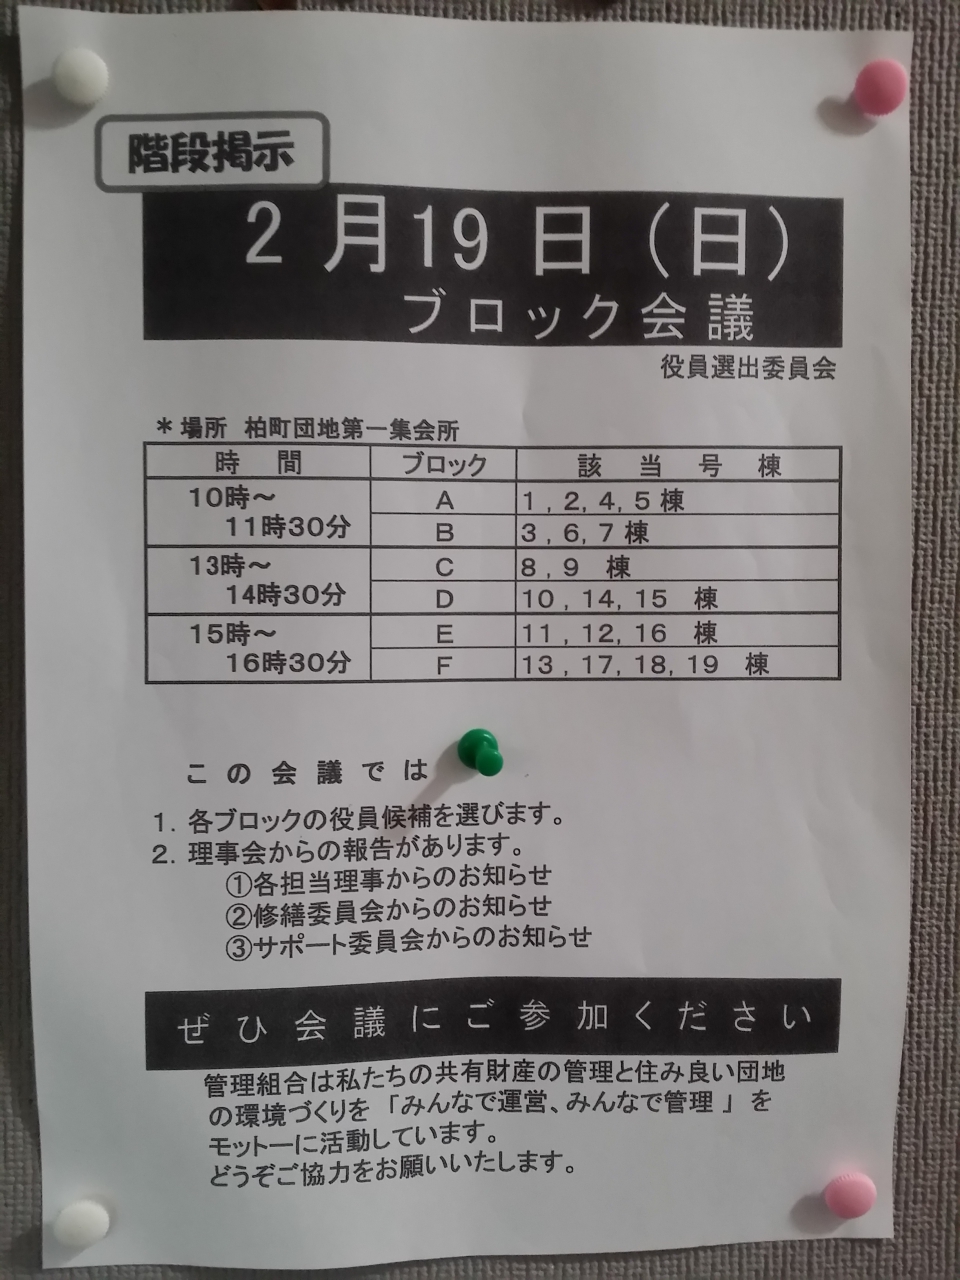 階段掲示
2月19日（日）
ブロック会議
役員選出委員会
＊場所 柏町団地第一集会所
時間 ブロック 該当号棟
10時～
11時30分
A 1,2,4,5棟
B 3,6,7棟
13時～
14時30分
C 8,9 棟
D 10,14,15 棟
15時～
16時30分
E 11,12,16 棟
F 13,17,18,19 棟
この会議では
1. 各ブロックの役員候補を選びます。
2. 理事会からの報告があります。
①各担当理事からのお知らせ
②修繕委員会からのお知らせ
③サポート委員会からのお知らせ
ぜひ会議にご参加ください
管理組合は私たちの共有財産の管理と住み良い団地
の環境づくりを「みんなで運営、みんなで管理」を
モットーに活動しています。
どうぞご協力をお願いいたします。